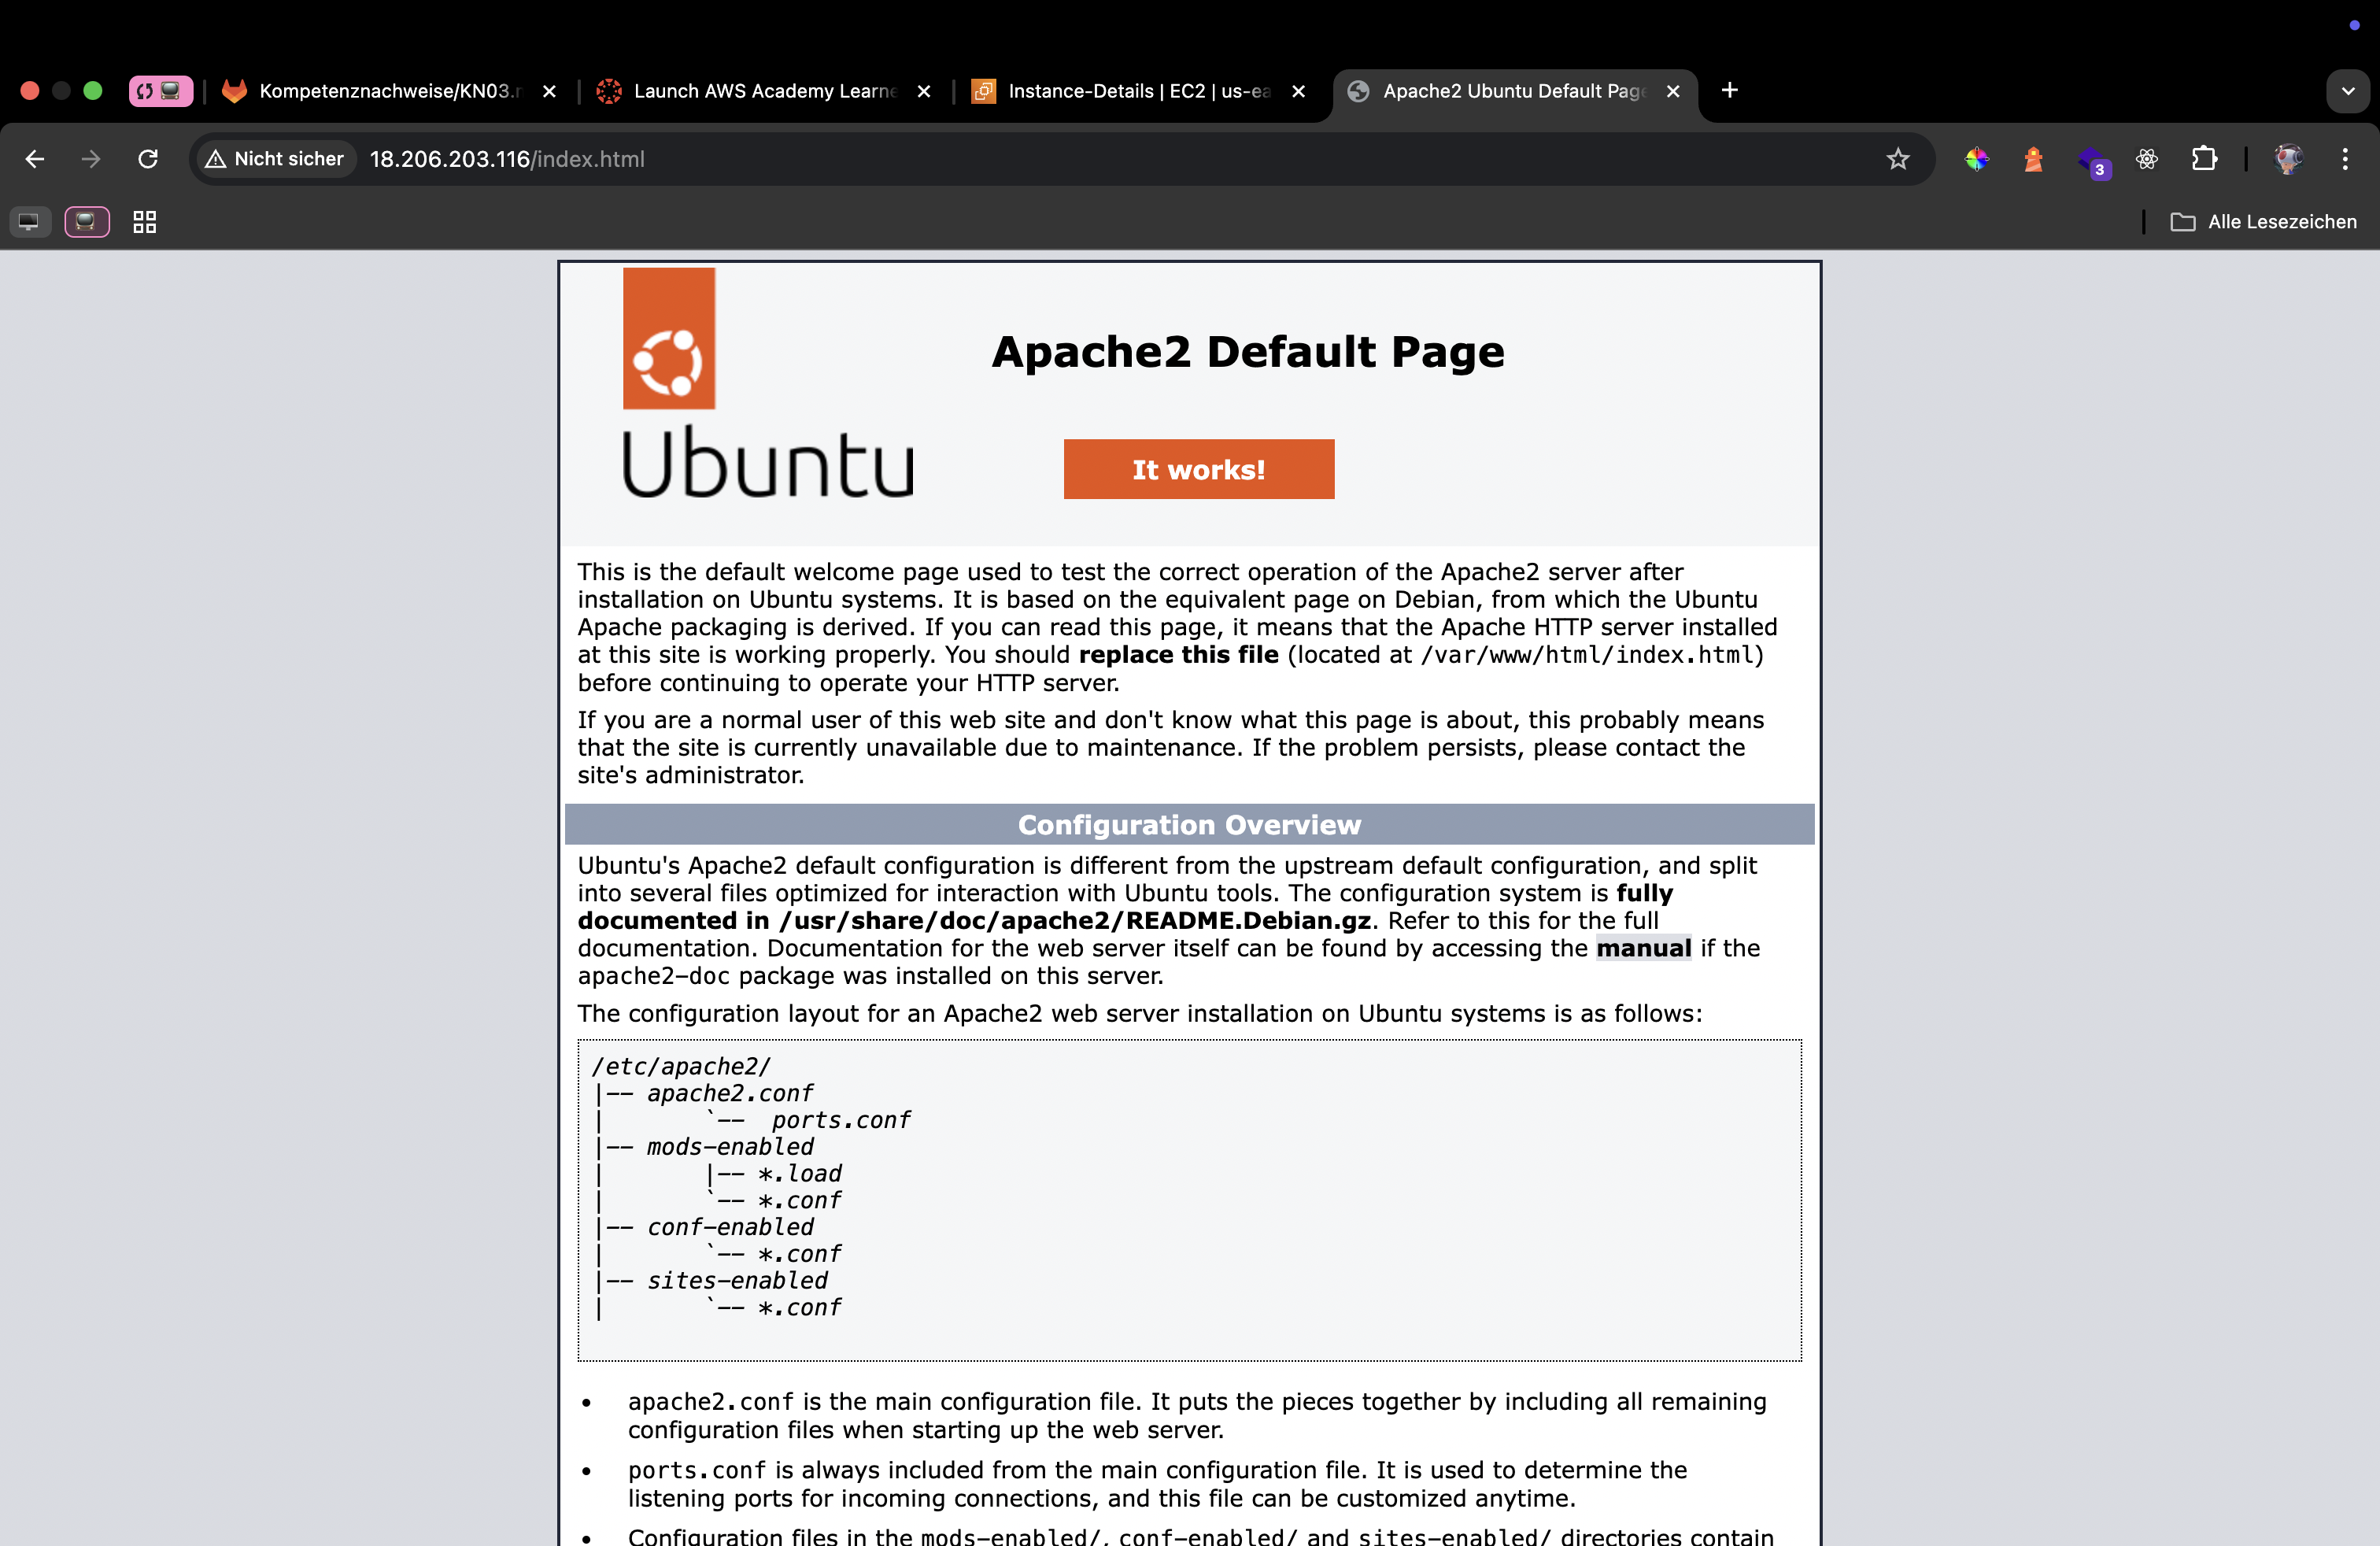 Kompetenznachweise/KN03.
Launch AWS Academy Learne
Instance-Details | EC2 | us-ea
Apache2 Ubuntu Default Page
Nicht sicher
18.206.203.116/index.html
3
Alle Lesezeichen
Ubuntu
Apache2 Default Page
It works!
This is the default welcome page used to test the correct operation of the Apache2 server after
installation on Ubuntu systems. It is based on the equivalent page on Debian, from which the Ubuntu
Apache packaging is derived. If you can read this page, it means that the Apache HTTP server installed
at this site is working properly. You should replace this file (located at /var/www/html/index.html)
before continuing to operate your HTTP server.
If you are a normal user of this web site and don't know what this page is about, this probably means
that the site is currently unavailable due to maintenance. If the problem persists, please contact the
site's administrator.
Configuration Overview
Ubuntu's Apache2 default configuration is different from the upstream default configuration, and split
into several files optimized for interaction with Ubuntu tools. The configuration system is fully
documented in /usr/share/doc/apache2/README.Debian.gz. Refer to this for the full
documentation. Documentation for the web server itself can be found by accessing the manual if the
apache2-doc package was installed on this server.
The configuration layout for an Apache2 web server installation on Ubuntu systems is as follows:
/etc/apache2/
|-- apache2.conf
|       `--  ports.conf
|-- mods-enabled
|       |-- *.load
|       `-- *.conf
|-- conf-enabled
|       `-- *.conf
|-- sites-enabled
|       `-- *.conf
• apache2.conf is the main configuration file. It puts the pieces together by including all remaining
configuration files when starting up the web server.
• ports.conf is always included from the main configuration file. It is used to determine the
listening ports for incoming connections, and this file can be customized anytime.
• Configuration files in the mods-enabled/, conf-enabled/ and sites-enabled/ directories contain